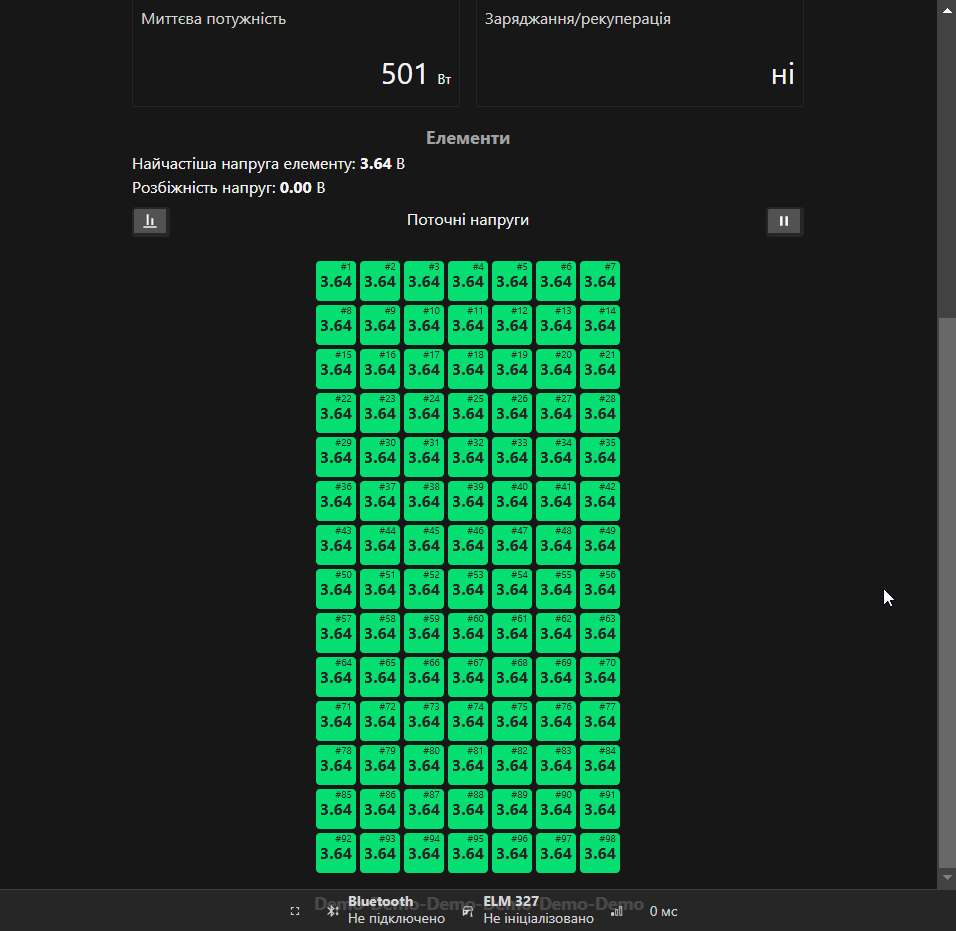 Миттєва потужність
501 Вт
Заряджання/рекуперація
ні
Елементи
Найчастіша напруга елементу: 3.64 В
Розбіжність напруг: 0.00 В
Поточні напруги
#1 #2 #3 #4 #5 #6 #7
3.64 3.64 3.64 3.64 3.64 3.64 3.64
#8 #9 #10 #11 #12 #13 #14
3.64 3.64 3.64 3.64 3.64 3.64 3.64
#15 #16 #17 #18 #19 #20 #21
3.64 3.64 3.64 3.64 3.64 3.64 3.64
#22 #23 #24 #25 #26 #27 #28
3.64 3.64 3.64 3.64 3.64 3.64 3.64
#29 #30 #31 #32 #33 #34 #35
3.64 3.64 3.64 3.64 3.64 3.64 3.64
#36 #37 #38 #39 #40 #41 #42
3.64 3.64 3.64 3.64 3.64 3.64 3.64
#43 #44 #45 #46 #47 #48 #49
3.64 3.64 3.64 3.64 3.64 3.64 3.64
#50 #51 #52 #53 #54 #55 #56
3.64 3.64 3.64 3.64 3.64 3.64 3.64
#57 #58 #59 #60 #61 #62 #63
3.64 3.64 3.64 3.64 3.64 3.64 3.64
#64 #65 #66 #67 #68 #69 #70
3.64 3.64 3.64 3.64 3.64 3.64 3.64
#71 #72 #73 #74 #75 #76 #77
3.64 3.64 3.64 3.64 3.64 3.64 3.64
#78 #79 #80 #81 #82 #83 #84
3.64 3.64 3.64 3.64 3.64 3.64 3.64
#85 #86 #87 #88 #89 #90 #91
3.64 3.64 3.64 3.64 3.64 3.64 3.64
#92 #93 #94 #95 #96 #97 #98
3.64 3.64 3.64 3.64 3.64 3.64 3.64
Demo-Demo-Demo-Demo-Demo-Demo
Bluetooth
Не підключено
ELM 327
Не ініціалізовано
0 мс